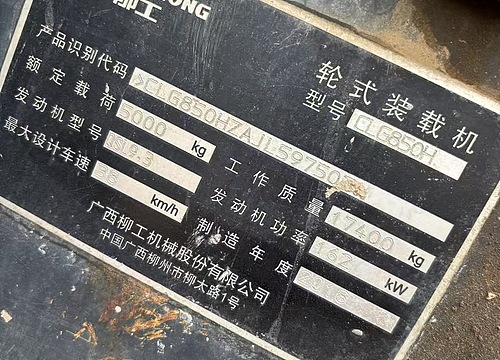 柳工
轮式装载机
型号 CLG850H
产品识别代码 >CLG850HZAJL59750
额定载荷 5000 kg 工作质量 17400 kg
发动机型号 发动机功率 162 kW
最大设计车速 36 km/h 制造年度 2018
广西柳工机械股份有限公司
中国广西柳州市柳太路1号